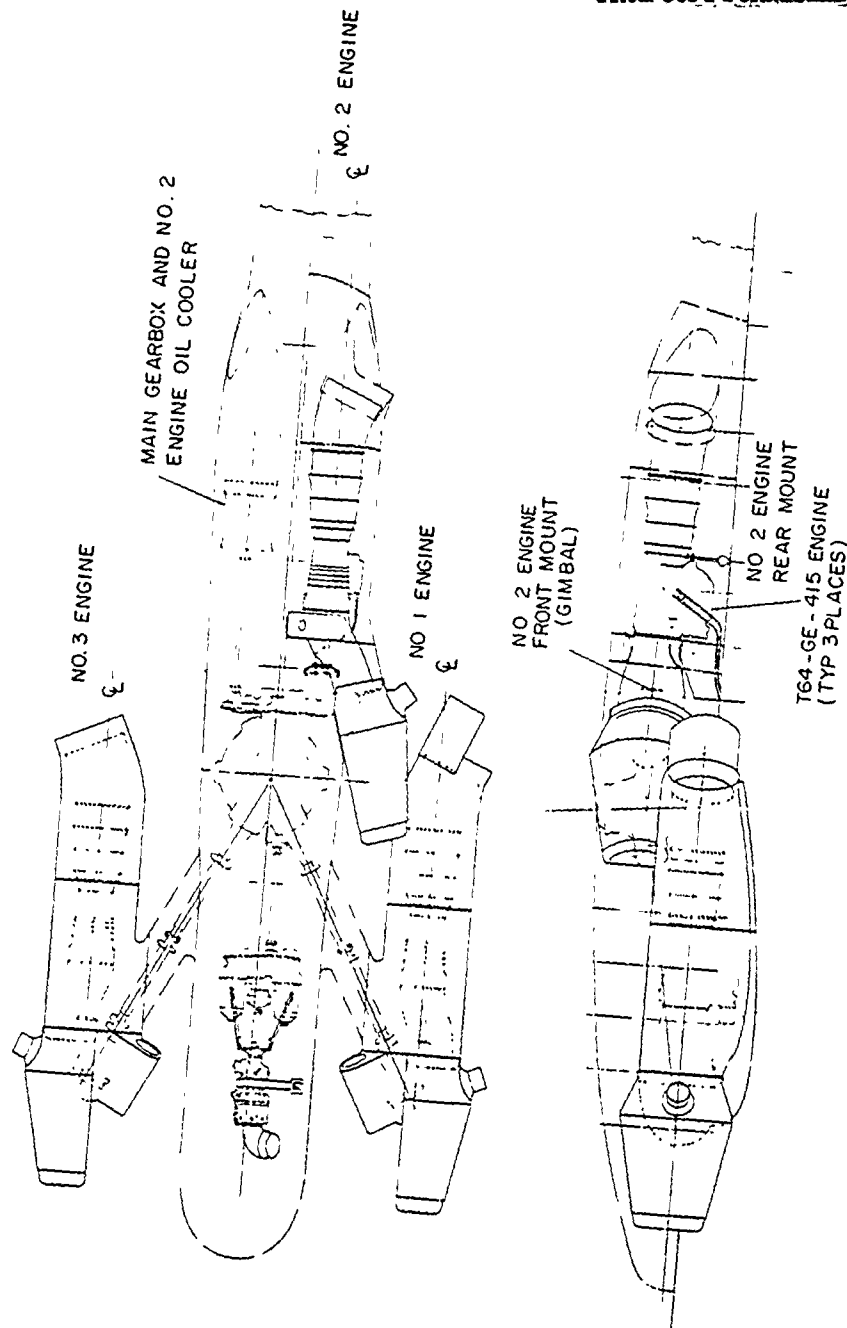 NO. 3 ENGINE
℄
MAIN GEARBOX AND NO. 2
ENGINE OIL COOLER
NO. 2 ENGINE
℄
NO 1 ENGINE
℄
NO 2 ENGINE
FRONT MOUNT
(GIMBAL)
NO 2 ENGINE
REAR MOUNT
T64-GE-415 ENGINE
(TYP 3 PLACES)